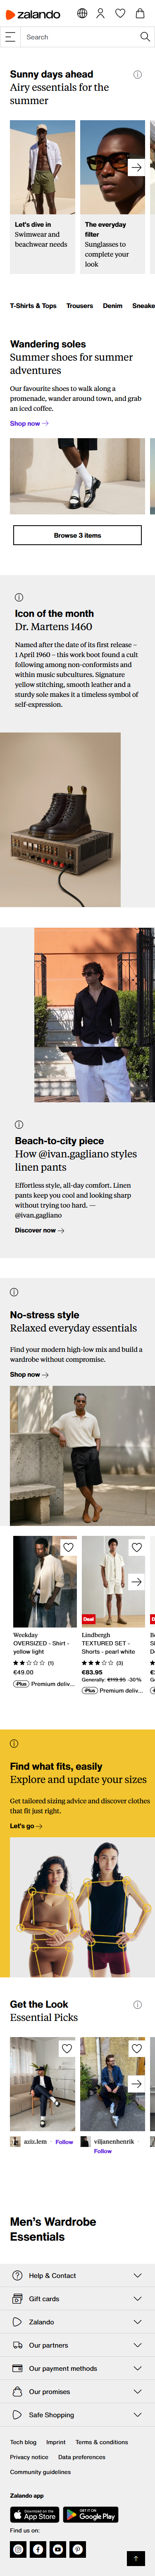 zalando
Search
Sunny days ahead
Airy essentials for the
summer
Let's dive in
Swimwear and
beachwear needs
The everyday
filter
Sunglasses to
complete your
look
T-Shirts & Tops
Trousers
Denim
Sneake
Wandering soles
Summer shoes for summer
adventures
Our favourite shoes to walk along a
promenade, wander around town, and grab
an iced coffee.
Shop now
Browse 3 items
Icon of the month
Dr. Martens 1460
Named after the date of its first release –
1 April 1960 – this work boot found a cult
following among non-conformists and
within music subcultures. Signature
yellow stitching, smooth leather and a
sturdy sole makes it a timeless symbol of
self-expression.
Beach-to-city piece
How @ivan.gagliano styles
linen pants
Effortless style, all-day comfort. Linen
pants keep you cool and looking sharp
without trying too hard. —
@ivan.gagliano
Discover now
No-stress style
Relaxed everyday essentials
Find your modern high-low mix and build a
wardrobe without compromise.
Shop now
Weekday
OVERSIZED - Shirt -
yellow light
(1)
€49.00
Plus Premium deliv...
Deal
Lindbergh
TEXTURED SET -
Shorts - pearl white
(3)
€83.95
Generally: €119.95 -30%
Plus Premium deliv...
Find what fits, easily
Explore and update your sizes
Get tailored sizing advice and discover clothes
that fit just right.
Let's go
Get the Look
Essential Picks
aziz.lem
Follow
viljanenhenrik
Follow
Men's Wardrobe
Essentials
Help & Contact
Gift cards
Zalando
Our partners
Our payment methods
Our promises
Safe Shopping
Tech blog
Imprint
Terms & conditions
Privacy notice
Data preferences
Community guidelines
Zalando app
Download on the
App Store
GET IT ON
Google Play
Find us on: